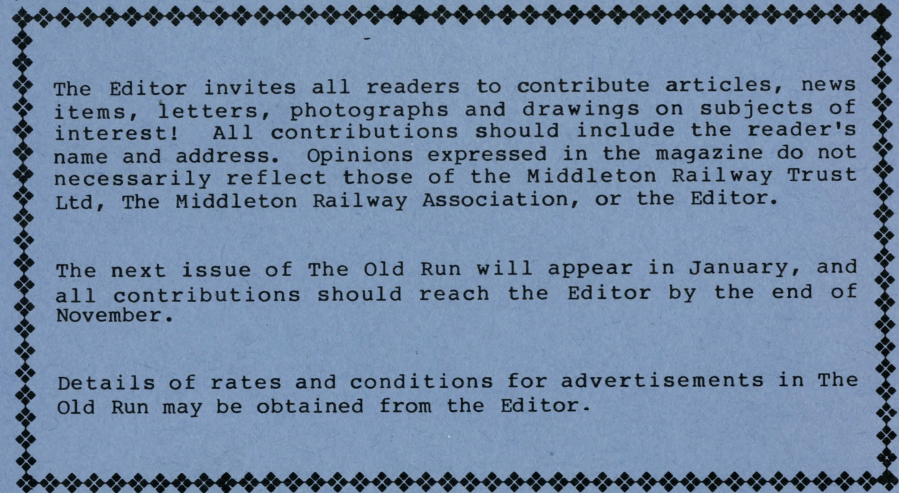 The Editor invites all readers to contribute articles, news
items, letters, photographs and drawings on subjects of
interest!  All contributions should include the reader's
name and address.  Opinions expressed in the magazine do not
necessarily reflect those of the Middleton Railway Trust
Ltd, The Middleton Railway Association, or the Editor.
The next issue of The Old Run will appear in January, and
all contributions should reach the Editor by the end of
November.
Details of rates and conditions for advertisements in The
Old Run may be obtained from the Editor.